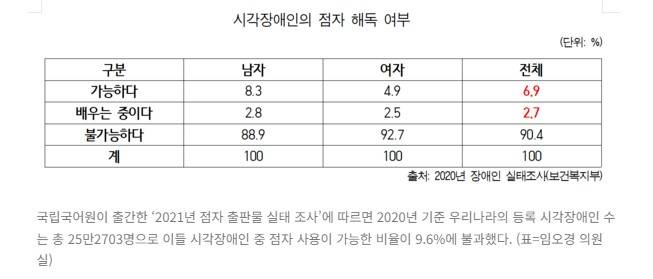 시각장애인의 점자 해독 여부
(단위: %)
구분 남자 여자 전체
가능하다 8.3 4.9 6.9
배우는 중이다 2.8 2.5 2.7
불가능하다 88.9 92.7 90.4
계 100 100 100
출처: 2020년 장애인 실태조사(보건복지부)
국립국어원이 출간한 ‘2021년 점자 출판물 실태 조사’에 따르면 2020년 기준 우리나라의 등록 시각장애인 수
는 총 25만2703명으로 이들 시각장애인 중 점자 사용이 가능한 비율이 9.6%에 불과했다. (표=임오경 의원
실)